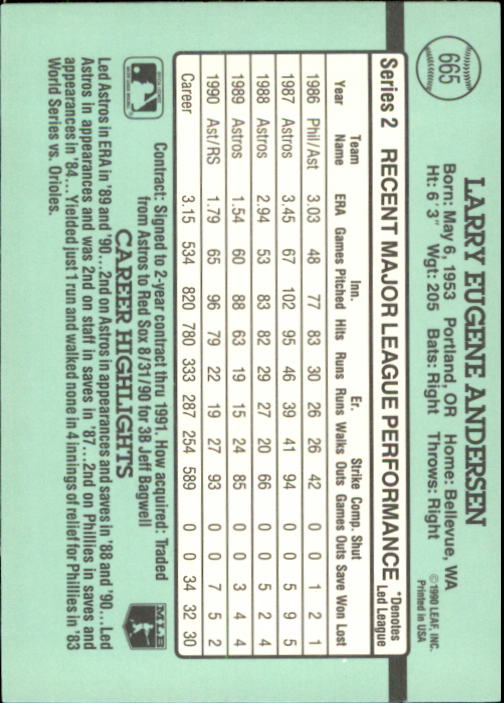 665
LARRY EUGENE ANDERSEN
Born: May 6, 1953 Portland, OR Home: Bellevue, WA
Ht: 6'3" Wgt: 205 Bats: Right Throws: Right
©1990 LEAF, INC.
Printed in USA
Series 2 RECENT MAJOR LEAGUE PERFORMANCE *Denotes Led League
Year Team Name ERA Games Inn. Pitched Hits Runs Er. Runs Walks Strike Outs Comp. Games Shut Outs Save Won Lost
1986 Phil/Ast 3.03 48 77 83 30 26 26 42 0 0 1 2 1
1987 Astros 3.45 67 102 95 46 39 41 94 0 0 5 9 5
1988 Astros 2.94 53 83 82 29 27 20 66 0 0 5 2 4
1989 Astros 1.54 60 88 63 19 15 24 85 0 0 3 4 4
1990 Ast/RS 1.79 65 96 79 22 19 27 93 0 0 7 5 2
Career 3.15 534 820 780 333 287 254 589 0 0 34 32 30
Contract: Signed to 2-year contract thru 1991. How acquired: Traded
from Astros to Red Sox 8/31/90 for 3B Jeff Bagwell
MLB
CAREER HIGHLIGHTS
Led Astros in ERA in '89 and '90...2nd on Astros in appearances and saves in '88 and '90...Led
Astros in appearances and was 2nd on staff in saves in '87...2nd on Phillies in saves and
appearances in '84... Yielded just 1 run and walked none in 4 innings of relief for Phillies in '83
World Series vs. Orioles.